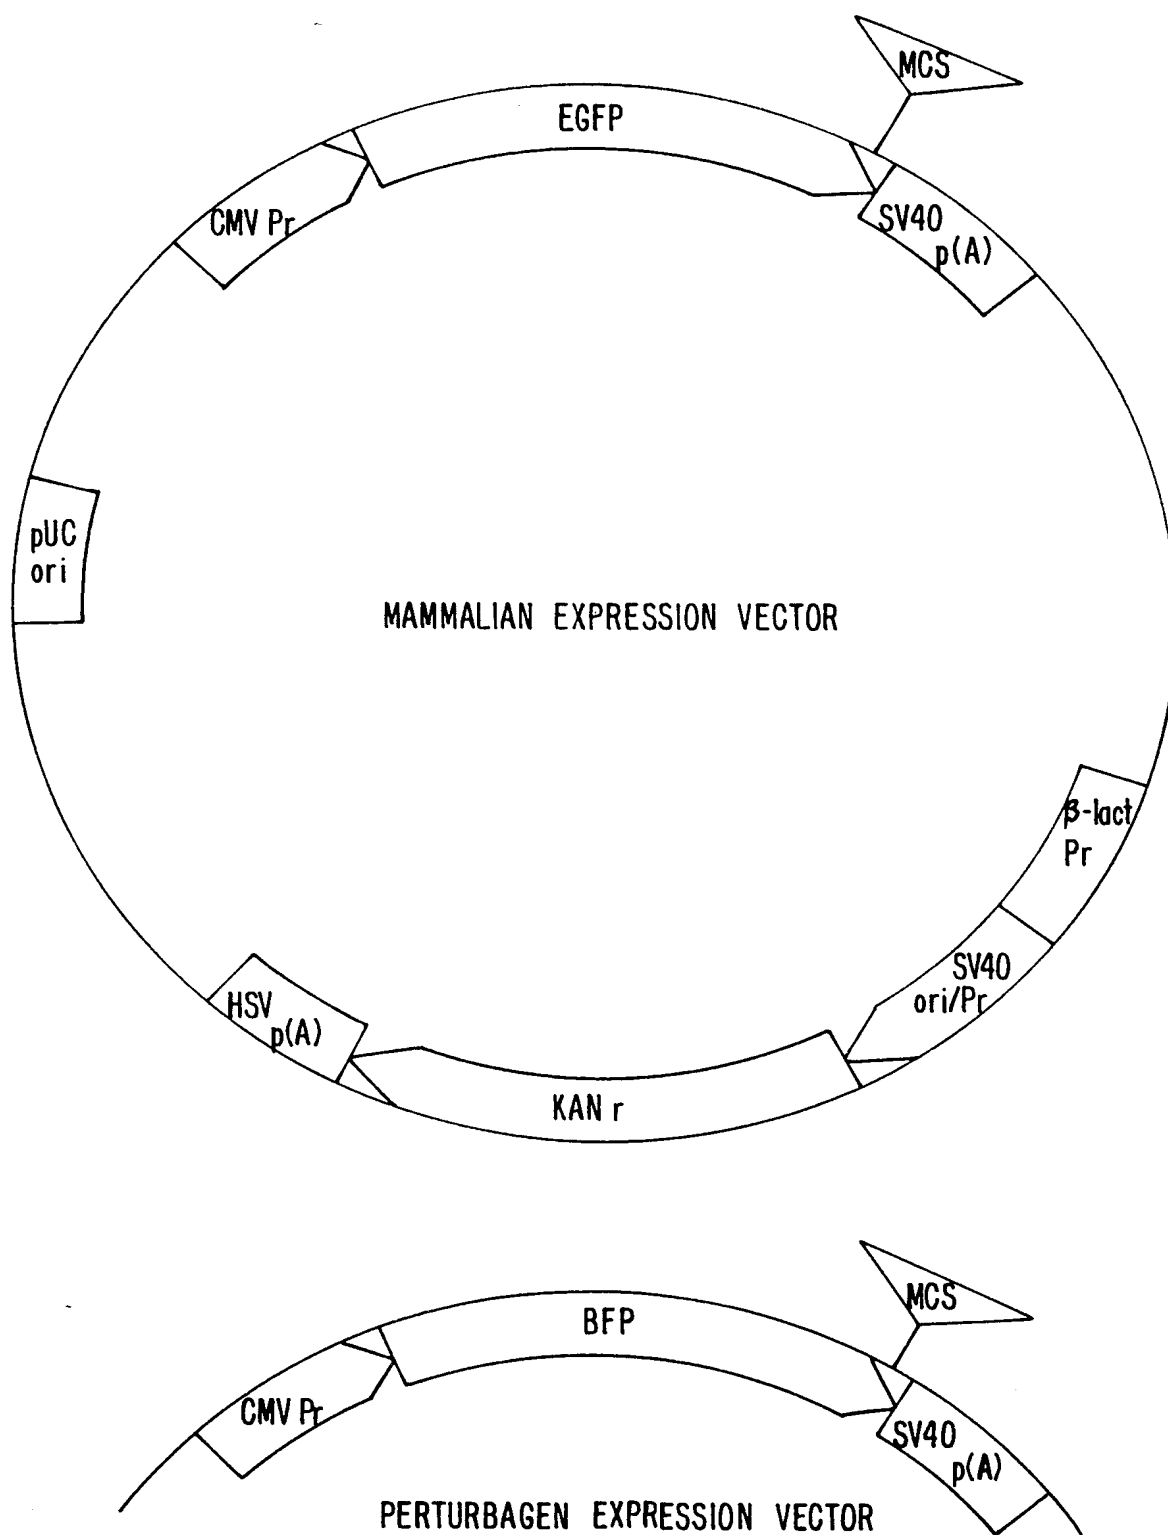 MCS
EGFP
CMV Pr
SV40
p(A)
pUC
ori
MAMMALIAN EXPRESSION VECTOR
β-lact
Pr
SV40
ori/Pr
HSV
p(A)
KAN r
MCS
BFP
CMV Pr
SV40
p(A)
PERTURBAGEN EXPRESSION VECTOR